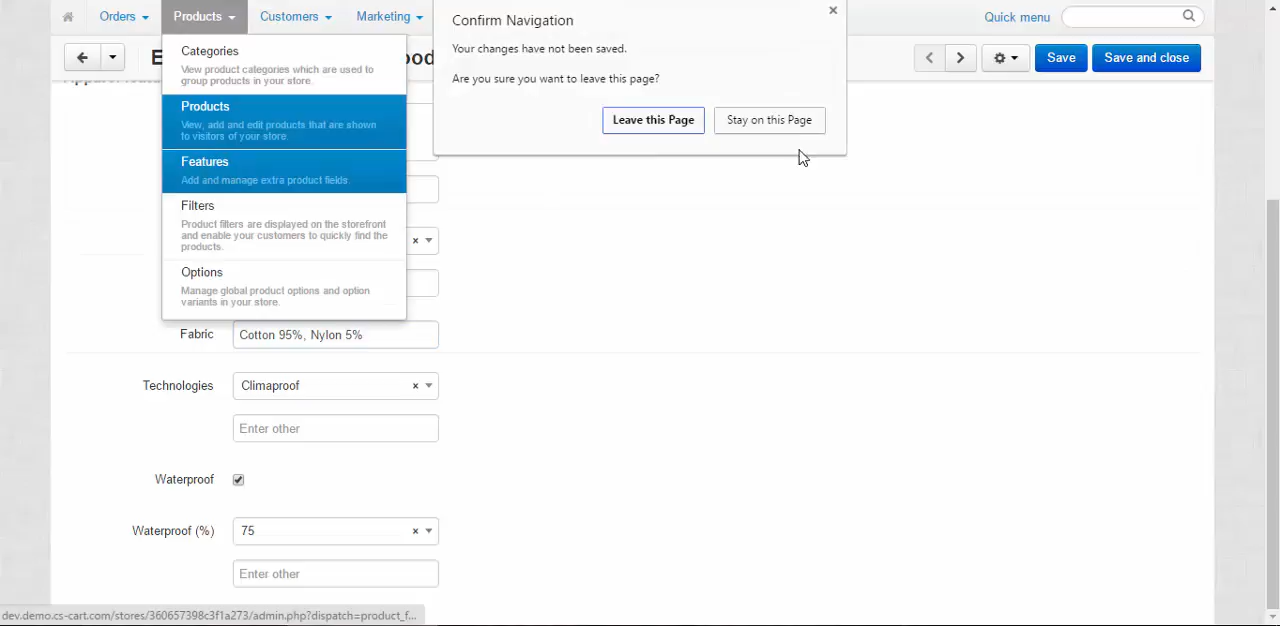 Orders
Products
Customers
Marketing
Quick menu
Confirm Navigation
Your changes have not been saved.
Are you sure you want to leave this page?
Leave this Page
Stay on this Page
E
ood
Save
Save and close
Categories
View product categories which are used to
group products in your store.
Products
View, add and edit products that are shown
to visitors of your store.
Features
Add and manage extra product fields.
Filters
Product filters are displayed on the storefront
and enable your customers to quickly find the
products.
Options
Manage global product options and option
variants in your store.
Fabric
Cotton 95%, Nylon 5%
Technologies
Climaproof
Enter other
Waterproof
Waterproof (%)
75
Enter other
dev.demo.cs-cart.com/stores/360657398c3f1a273/admin.php?dispatch=product_f...